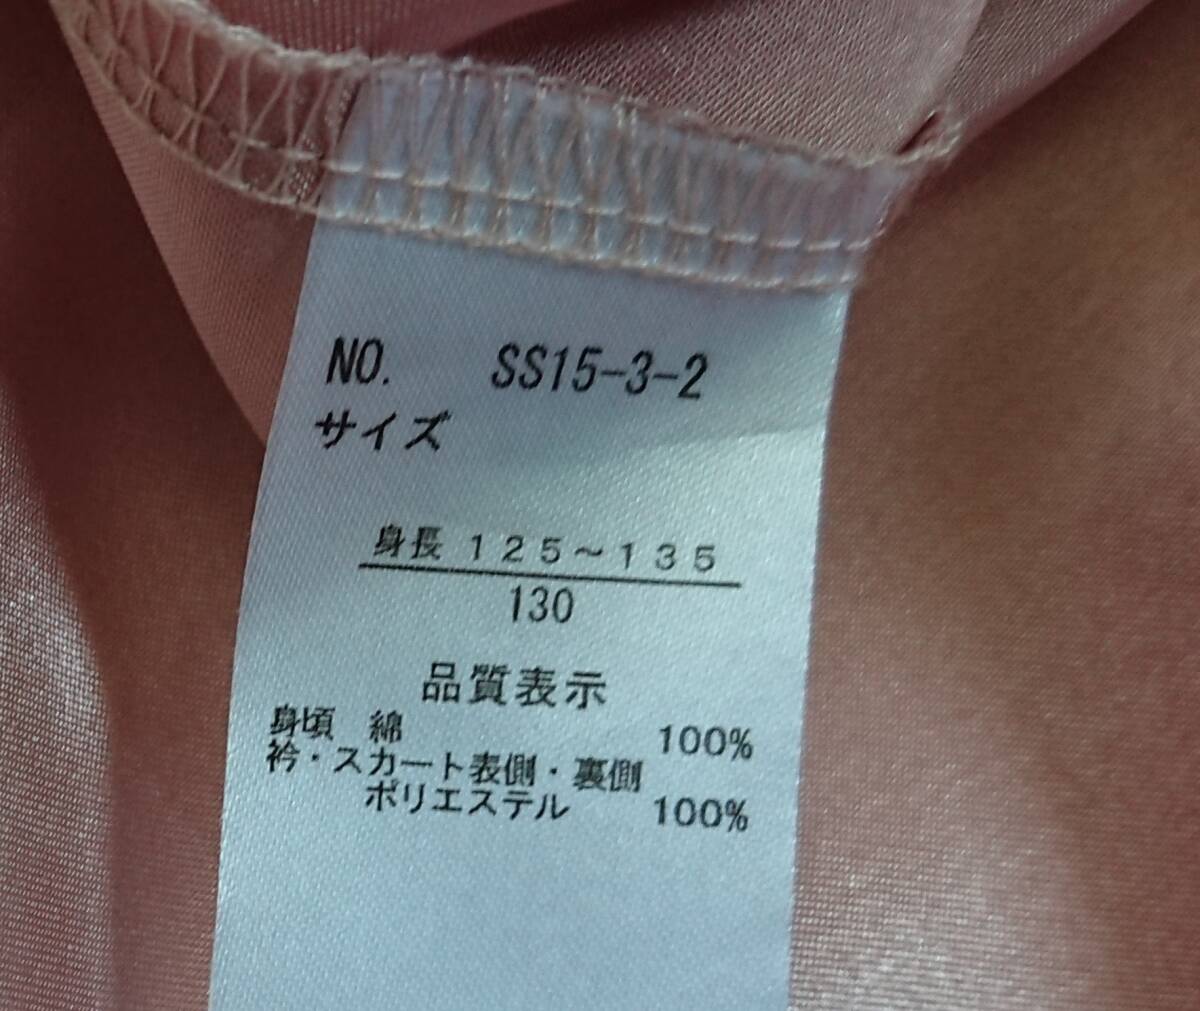 NO. SS15-3-2
サイズ
身長 125～135
130
品質表示
身頃 綿 100%
衿・スカート表側・裏側
ポリエステル 100%